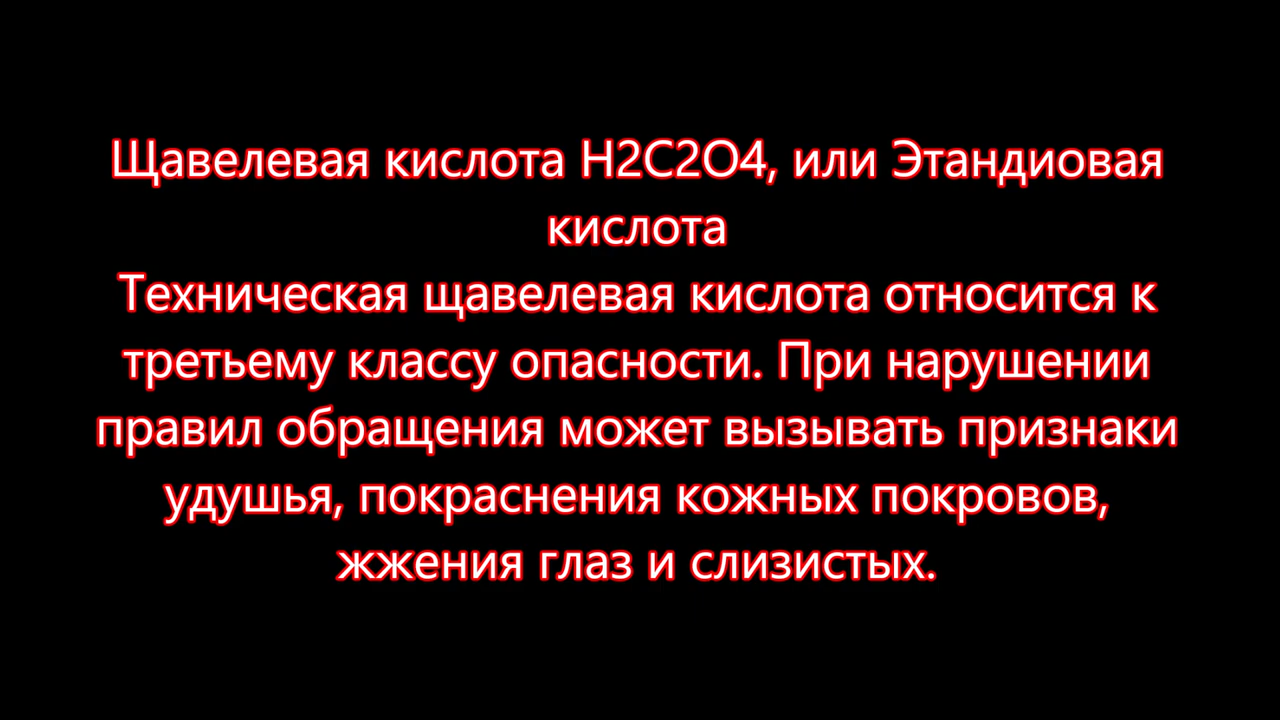 Щавелевая кислота H2C2O4, или Этандиовая
кислота
Техническая щавелевая кислота относится к
третьему классу опасности. При нарушении
правил обращения может вызывать признаки
удушья, покраснения кожных покровов,
жжения глаз и слизистых.